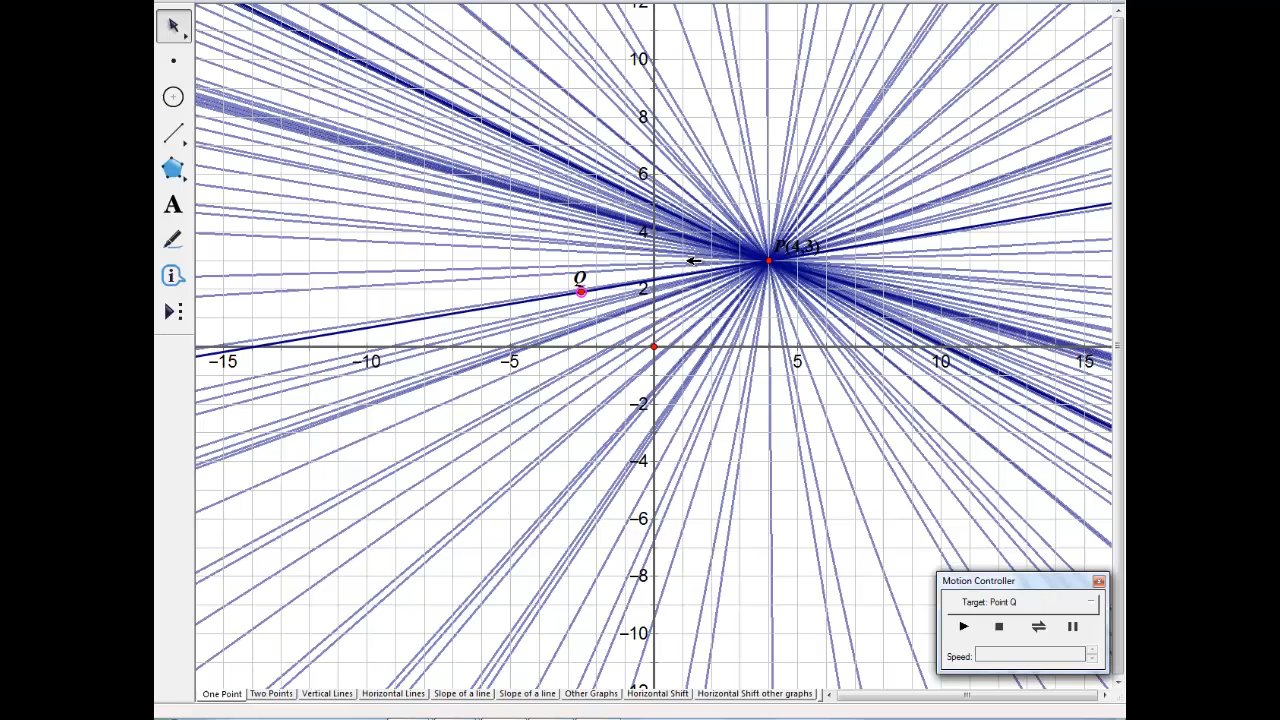 12
10
8
6
4
P(4,3)
Q
2
−15
−10
−5
5
10
15
−2
−4
−6
−8
−10
A
i
Motion Controller
Target: Point Q
Speed:
One Point
Two Points
Vertical Lines
Horizontal Lines
Slope of a line
Slope of a line
Other Graphs
Horizontal Shift
Horizontal Shift other graphs